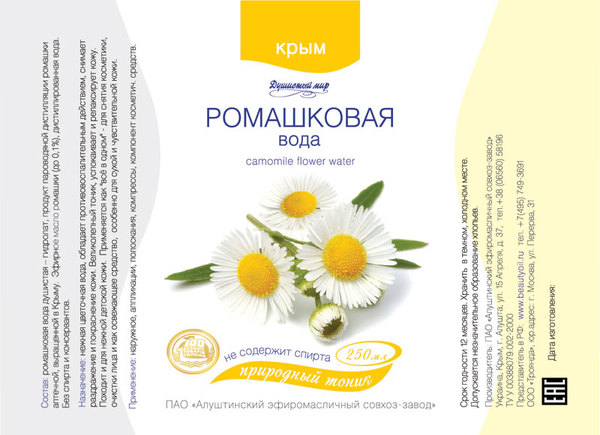 Состав: ромашковая вода душистая – гидролат, продукт пароводяной дистилляции ромашки
аптечной, выращенной в Крыму. Эфирное масло ромашки (до 0,1%), дистиллированная вода.
Без спирта и консервантов.
Назначение: нежная цветочная вода, обладает противовоспалительным действием, снимает
раздражение и покраснение кожи. Великолепный тоник, успокаивает и релаксирует кожу.
Походит и для нежной детской кожи. Применяется как "всё в одном" - для снятия косметики,
очистки лица и как освежающее средство, особенно для сухой и чувствительной кожи.
Применение: наружное, аппликации, полоскания, компрессы, компонент косметич. средств.
крым
Душистый мир
РОМАШКОВАЯ
вода
camomile flower water
не содержит спирта
250 мл
природный тоник
ПАО «Алуштинский эфиромасличный совхоз-завод»
Срок годности 12 месяцев. Хранить в темном, холодном месте.
Допускается незначительное образование хлопьев.
Производитель: ПАО «Алуштинский эфиромасличный совхоз-завод»
Украина, Крым, г. Алушта, ул. 15 Апреля, д. 37, тел.+38 (06560) 58196
ТУ У 00388079.002-2000
Представитель в РФ: www.beautyoil.ru тел. +7(495) 749-3691
ООО «Троянда», юр.адрес: г. Москва, ул. Перерва, 31
Дата изготовления:
EAC